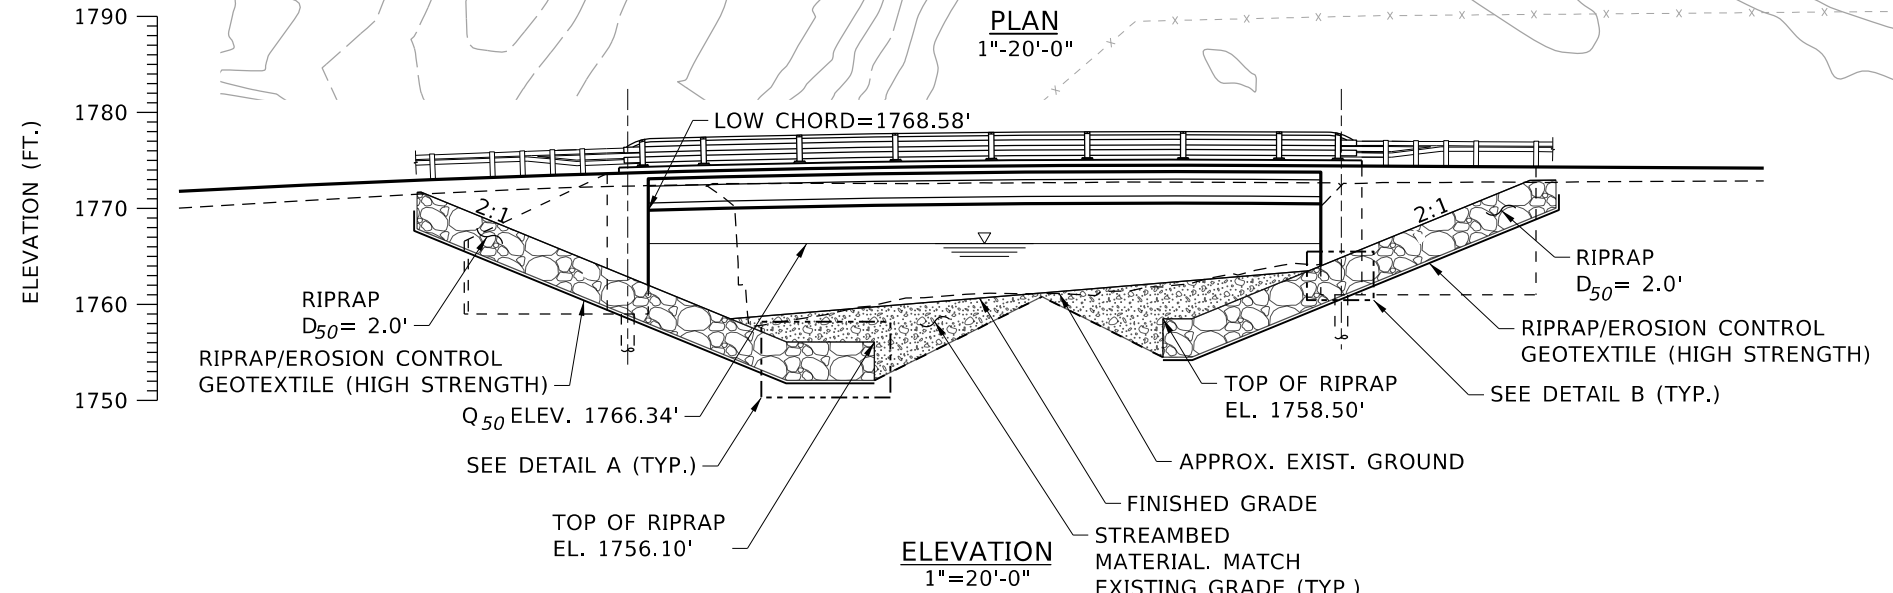 1790
1780
1770
1760
1750
ELEVATION (FT.)
PLAN
1"-20'-0"
LOW CHORD=1768.58'
2:1
2:1
RIPRAP
D50= 2.0'
RIPRAP/EROSION CONTROL
GEOTEXTILE (HIGH STRENGTH)
Q50 ELEV. 1766.34'
SEE DETAIL A (TYP.)
TOP OF RIPRAP
EL. 1756.10'
RIPRAP
D50= 2.0'
RIPRAP/EROSION CONTROL
GEOTEXTILE (HIGH STRENGTH)
TOP OF RIPRAP
EL. 1758.50'
SEE DETAIL B (TYP.)
APPROX. EXIST. GROUND
FINISHED GRADE
STREAMBED
MATERIAL. MATCH
EXISTING GRADE (TYP.)
ELEVATION
1"=20'-0"